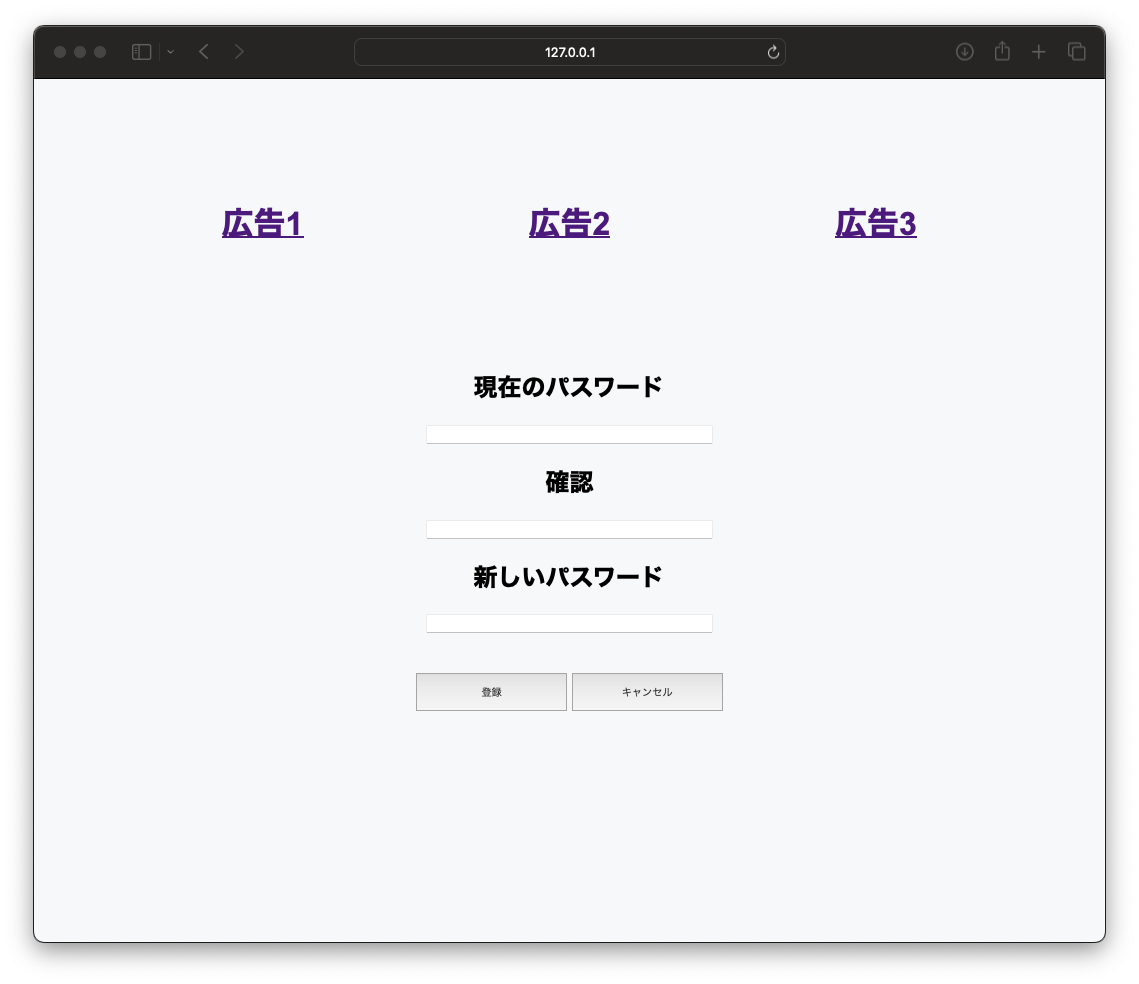 127.0.0.1
広告1 広告2 広告3
現在のパスワード
確認
新しいパスワード
登録 キャンセル